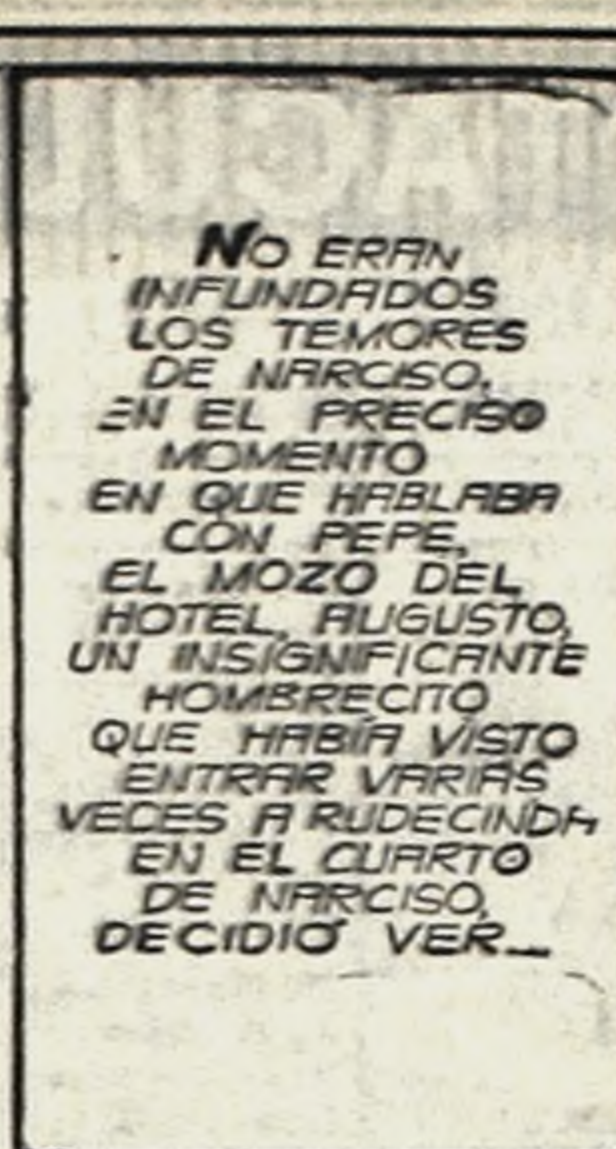 NO ERAN
INFUNDADOS
LOS TEMORES
DE NARCISO.
EN EL PRECISO
MOMENTO
EN QUE HABLABA
CON PEPE,
EL MOZO DEL
HOTEL, AUGUSTO,
UN INSIGNIFICANTE
HOMBRECITO
QUE HABÍA VISTO
ENTRAR VARIAS
VECES A RUDECINDA
EN EL CUARTO
DE NARCISO,
DECIDIÓ VER...